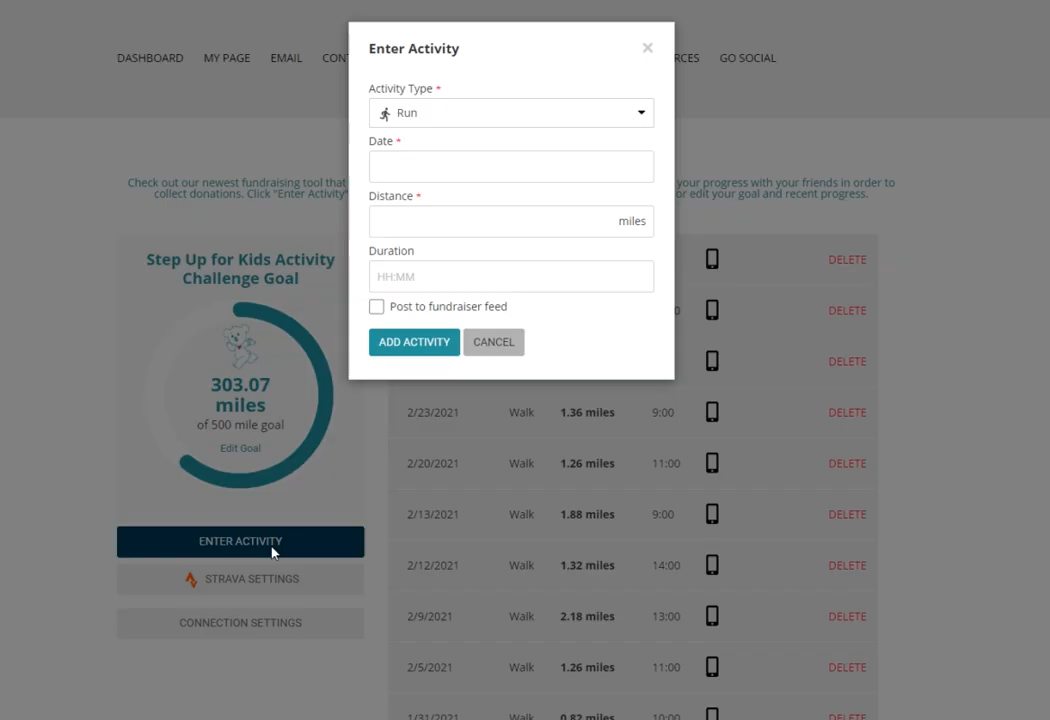 DASHBOARD MY PAGE EMAIL CONT RCES GO SOCIAL
Enter Activity ×
Activity Type *
Run
Date *
Distance *
miles
Duration
HH:MM
Post to fundraiser feed
ADD ACTIVITY CANCEL
Check out our newest fundraising tool that your progress with your friends in order to
collect donations. Click "Enter Activity" or edit your goal and recent progress.
Step Up for Kids Activity
Challenge Goal
303.07
miles
of 500 mile goal
Edit Goal
ENTER ACTIVITY
STRAVA SETTINGS
CONNECTION SETTINGS
DELETE
0 DELETE
DELETE
2/23/2021 Walk 1.36 miles 9:00 DELETE
2/20/2021 Walk 1.26 miles 11:00 DELETE
2/13/2021 Walk 1.88 miles 9:00 DELETE
2/12/2021 Walk 1.32 miles 14:00 DELETE
2/9/2021 Walk 2.18 miles 13:00 DELETE
2/5/2021 Walk 1.26 miles 11:00 DELETE
1/31/2021 Walk 0.82 miles 10:00 DELETE